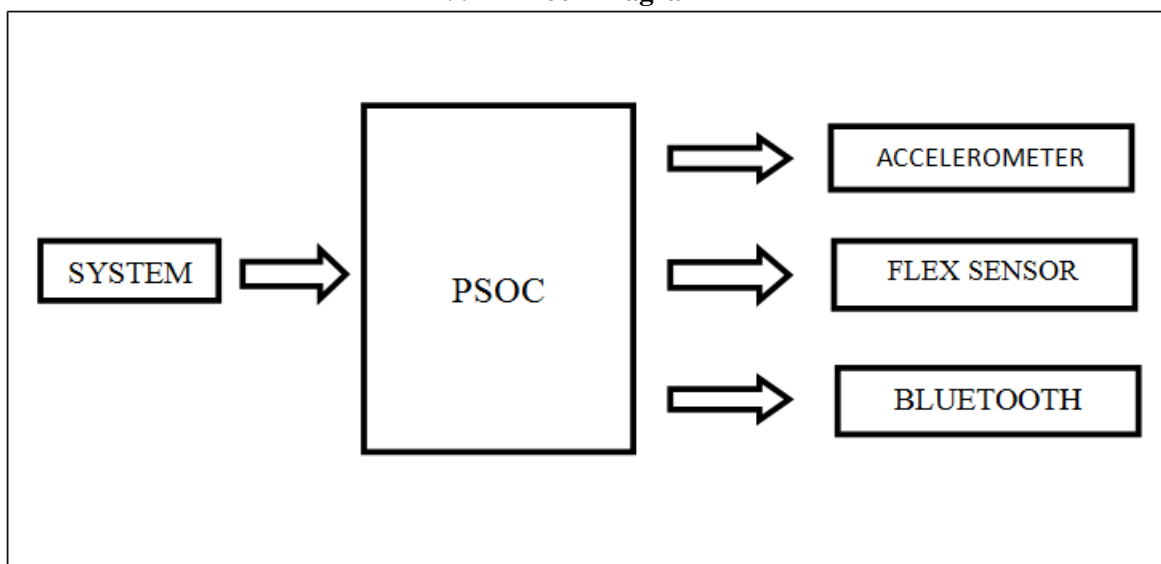 SYSTEM
PSOC
ACCELEROMETER
FLEX SENSOR
BLUETOOTH